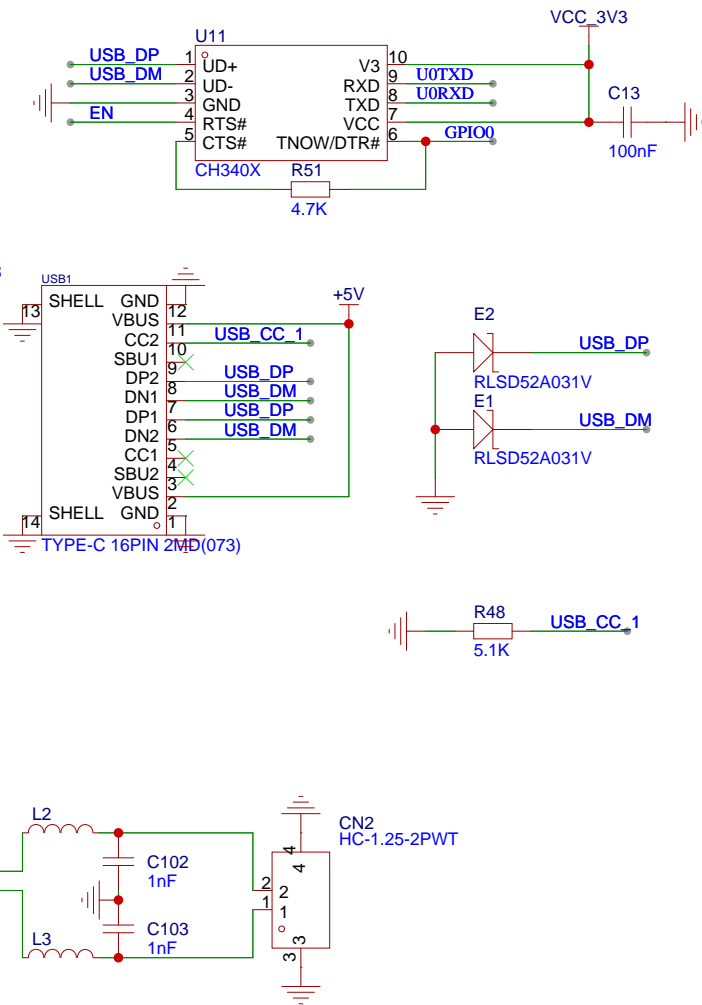 VCC_3V3
U11
USB_DP 1 UD+ V3 10
USB_DM 2 UD- RXD 9 U0TXD
3 GND TXD 8 U0RXD
EN 4 RTS# VCC 7
5 CTS# TNOW/DTR# 6 GPIO0
C13
100nF
CH340X
R51
4.7K
USB1
+5V
13 SHELL GND 12
VBUS 11
CC2 10 USB_CC_1
SBU1 9
DP2 8 USB_DP
DN1 7 USB_DM
DP1 6 USB_DP
DN2 5 USB_DM
CC1 4
SBU2 3
VBUS 2
14 SHELL GND 1
TYPE-C 16PIN 2MD(073)
E2
USB_DP
RLSD52A031V
E1
USB_DM
RLSD52A031V
R48
USB_CC_1
5.1K
L2
C102
1nF
C103
1nF
L3
CN2
HC-1.25-2PWT
4
4
2 2
1 1
3
3